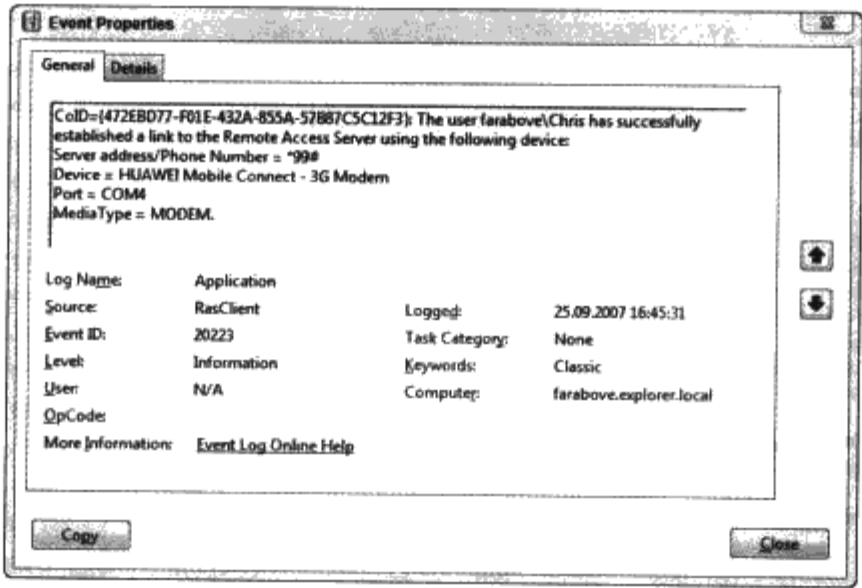 Event Properties
General Details
CoID={472EBD77-F01E-432A-855A-57B87C5C12F3}: The user farabove\Chris has successfully
established a link to the Remote Access Server using the following device:
Server address/Phone Number = *99#
Device = HUAWEI Mobile Connect - 3G Modem
Port = COM4
MediaType = MODEM.
Log Name: Application
Source: RasClient Logged: 25.09.2007 16:45:31
Event ID: 20223 Task Category: None
Level: Information Keywords: Classic
User: N/A Computer: farabove.explorer.local
OpCode:
More Information: Event Log Online Help
Copy Close